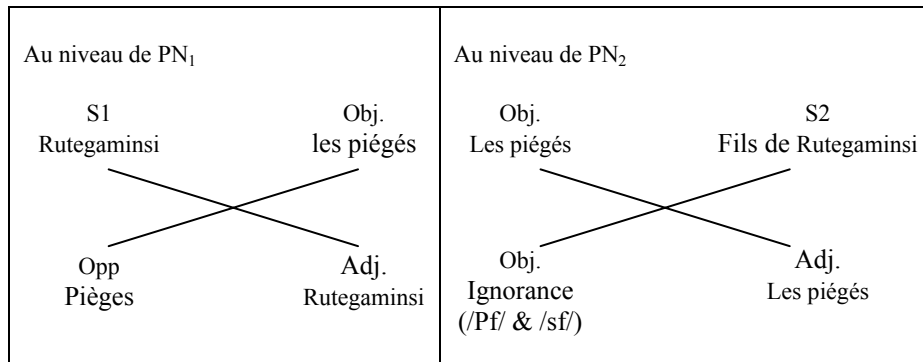 Au niveau de PN₁
S1
Obj.
Rutegaminsi
les piégés
Opp
Adj.
Pièges
Rutegaminsi
Au niveau de PN₂
Obj.
S2
Les piégés
Fils de Rutegaminsi
Obj.
Adj.
Ignorance
Les piégés
(/Pf/ & /sf/)